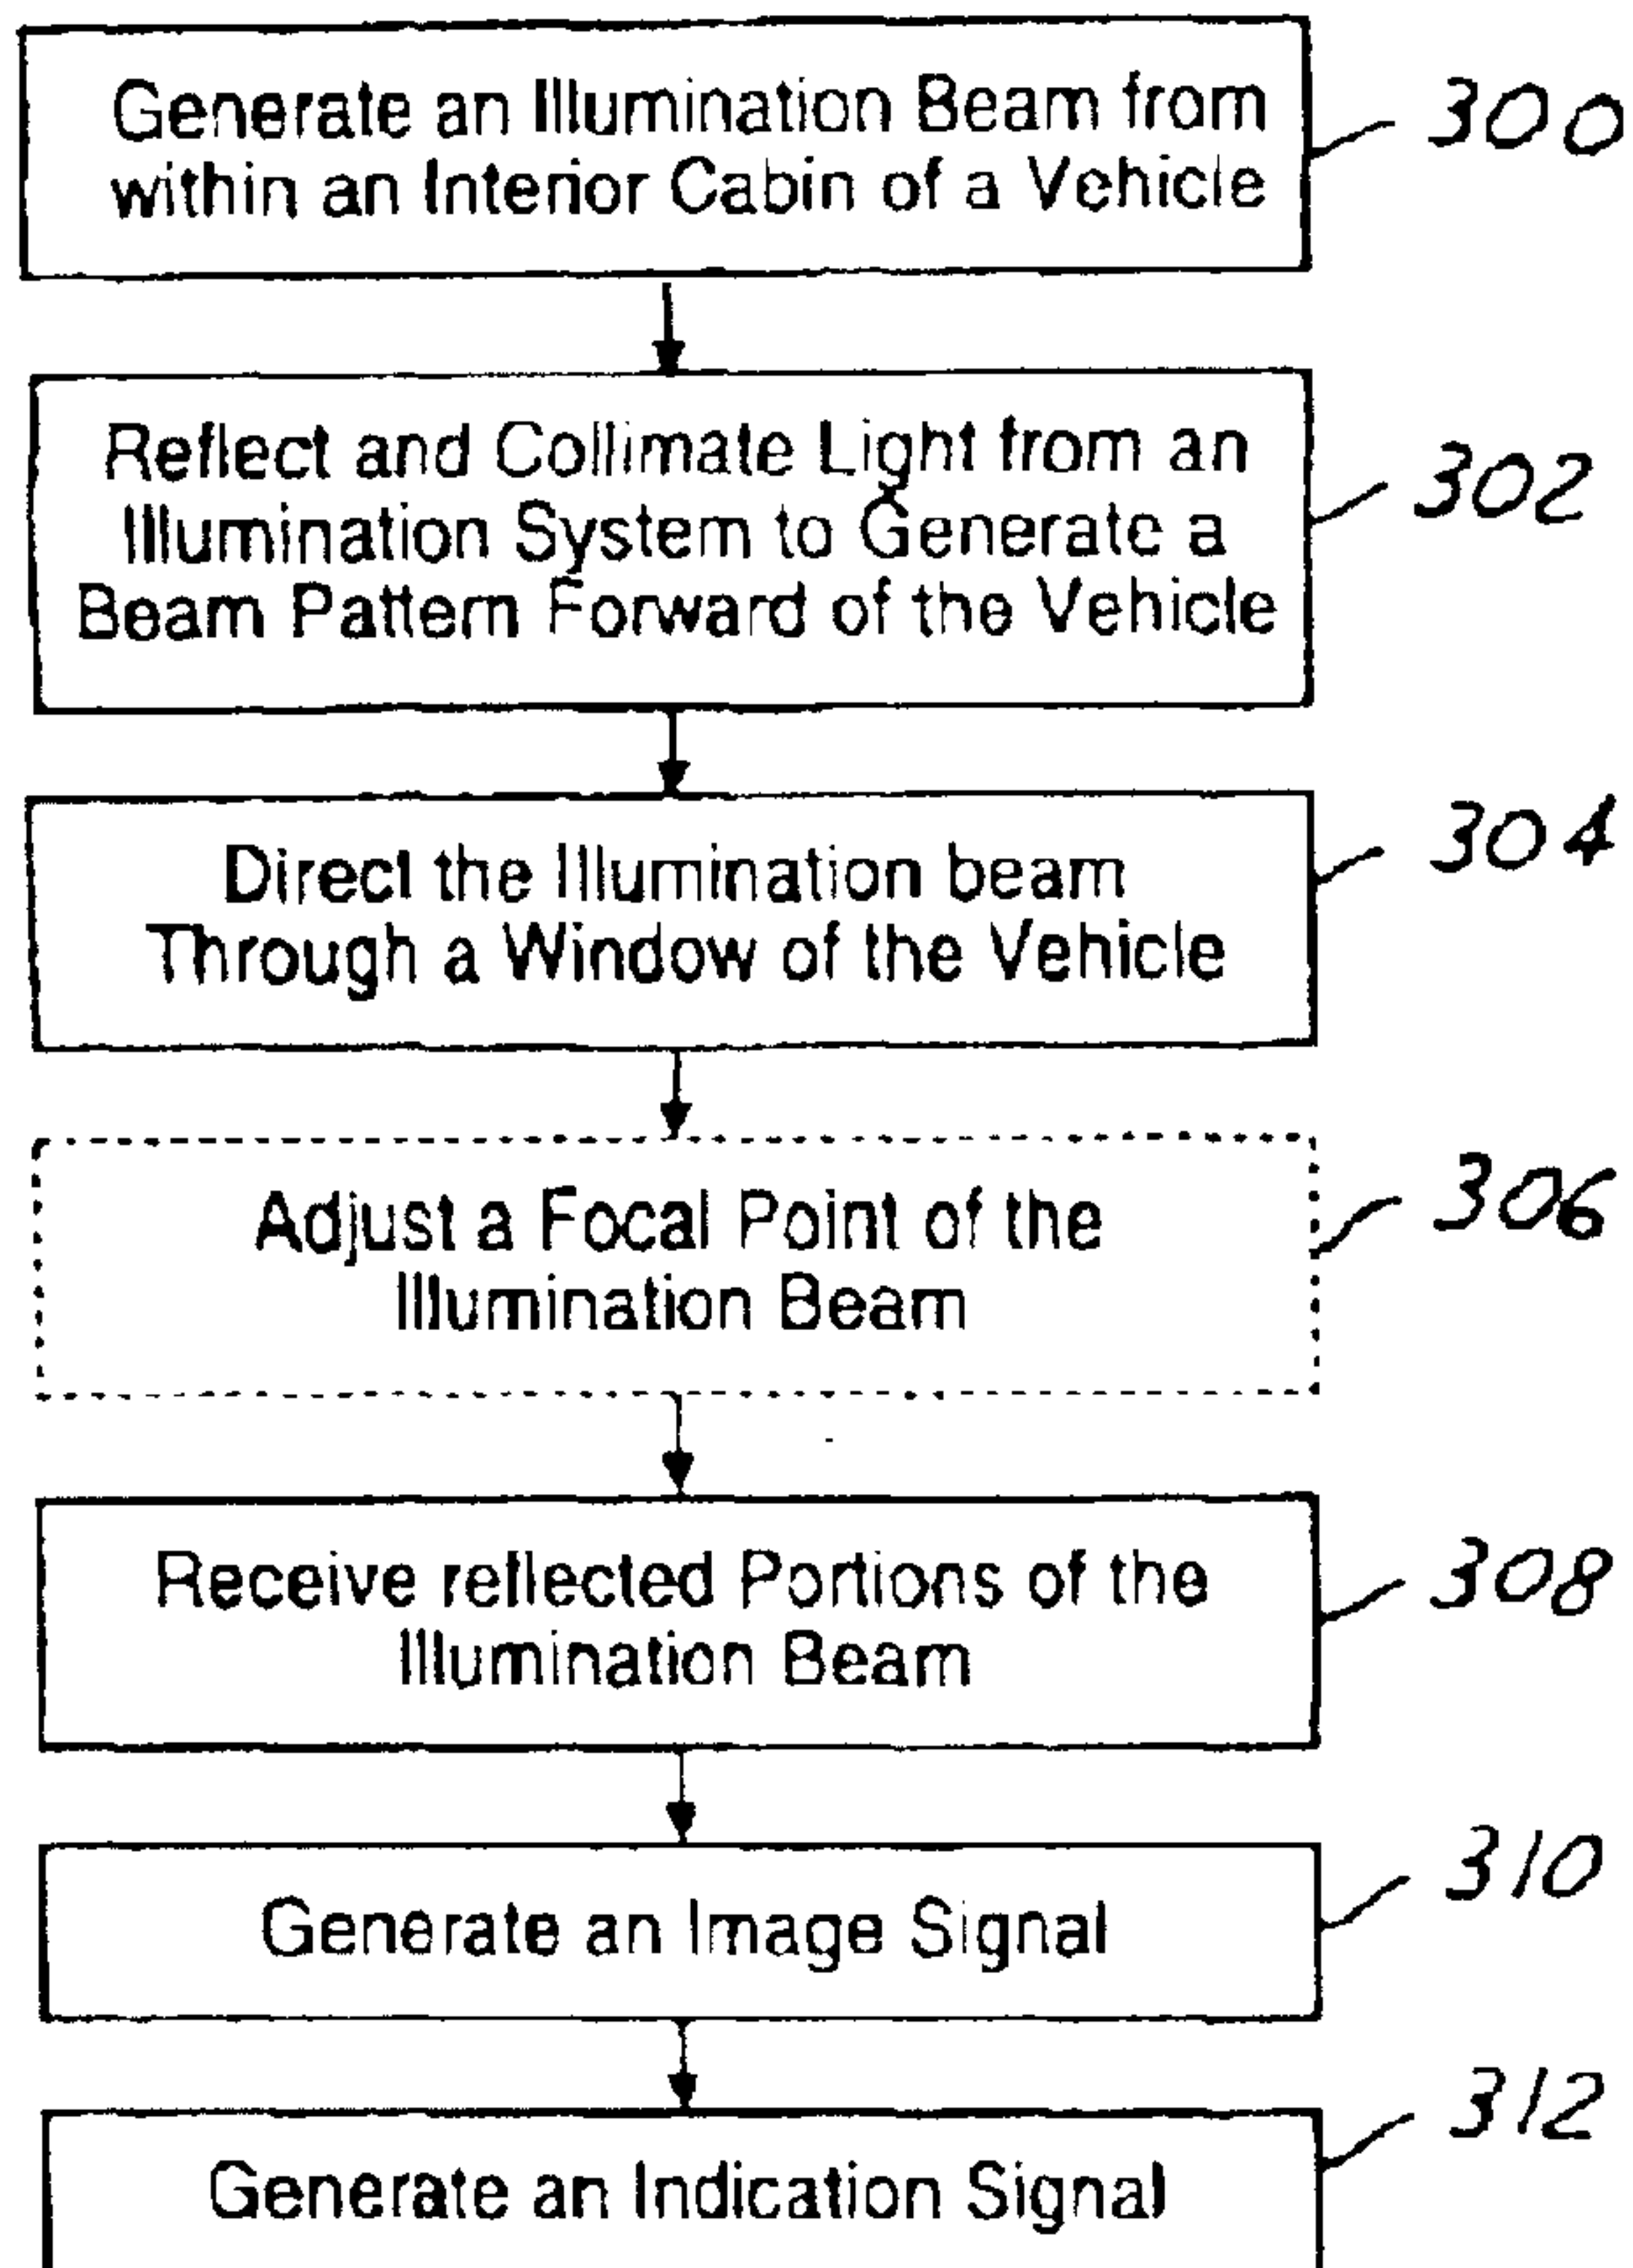 Generate an Illumination Beam from
within an Interior Cabin of a Vehicle
300
Reflect and Collimate Light from an
Illumination System to Generate a
Beam Pattern Forward of the Vehicle
302
Direct the Illumination beam
Through a Window of the Vehicle
304
Adjust a Focal Point of the
Illumination Beam
306
Receive reflected Portions of the
Illumination Beam
308
Generate an Image Signal
310
Generate an Indication Signal
312